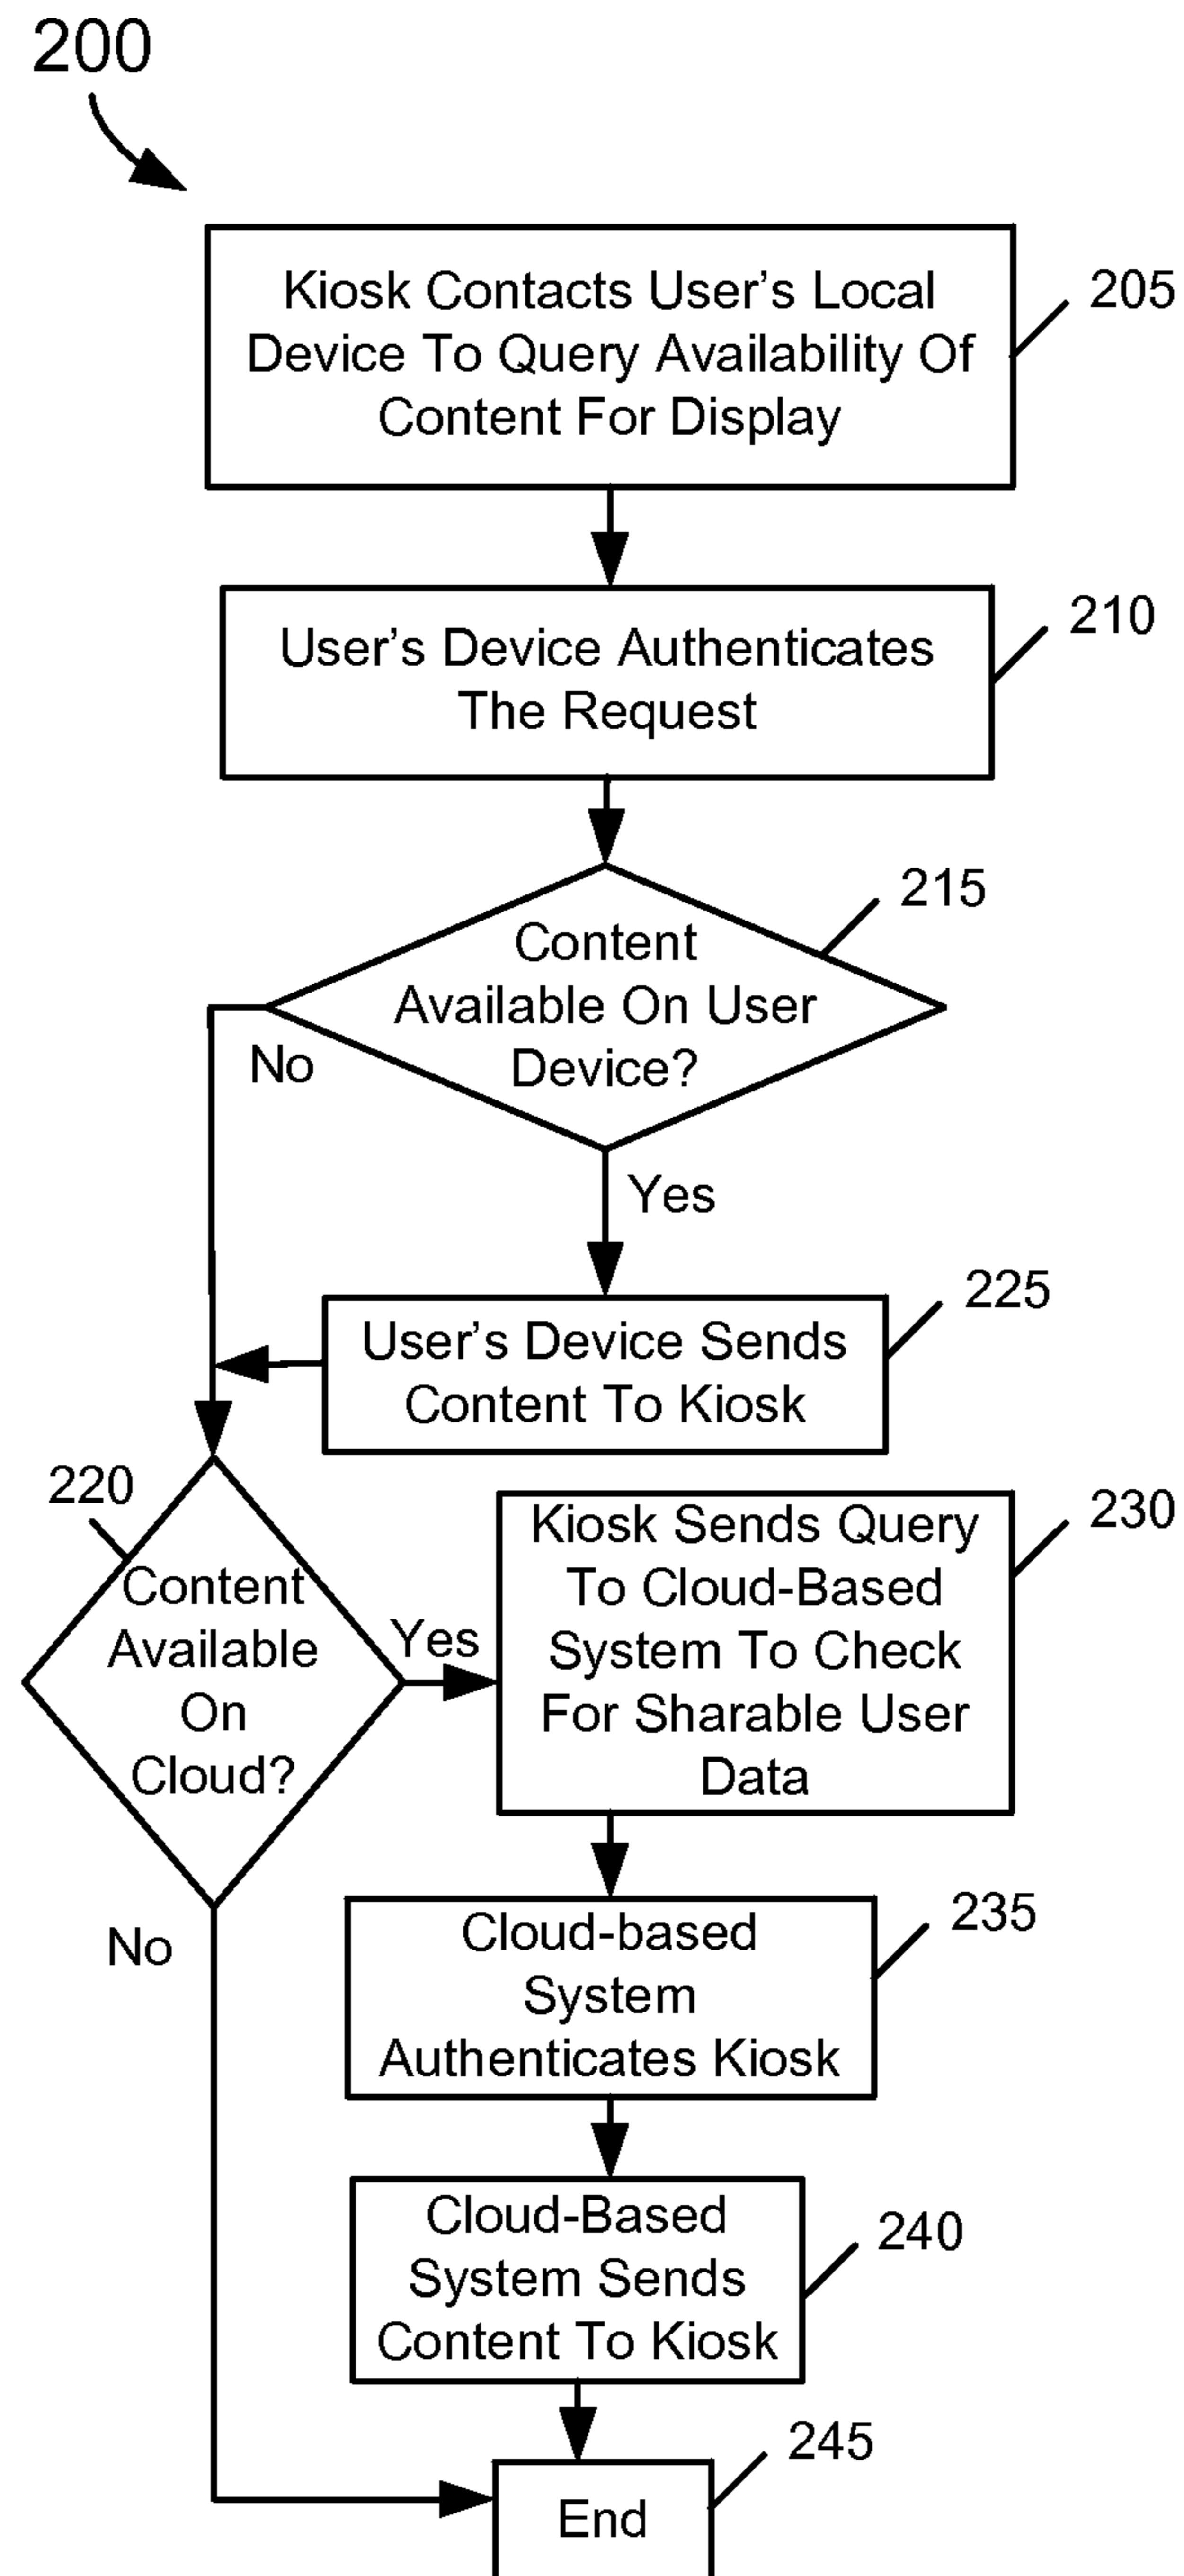 200
Kiosk Contacts User's Local
Device To Query Availability Of
Content For Display
205
User's Device Authenticates
The Request
210
Content
Available On User
Device?
215
No
Yes
User's Device Sends
Content To Kiosk
225
220
Content
Available
On
Cloud?
Yes
No
Kiosk Sends Query
To Cloud-Based
System To Check
For Sharable User
Data
230
Cloud-based
System
Authenticates Kiosk
235
Cloud-Based
System Sends
Content To Kiosk
240
End
245